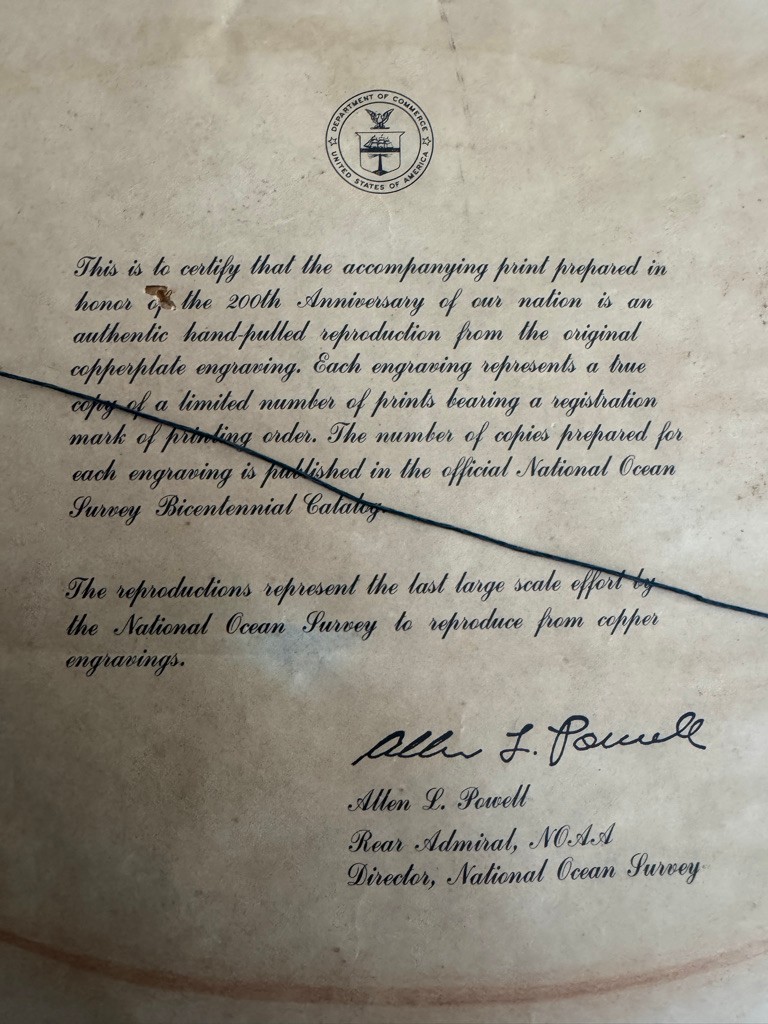 DEPARTMENT OF COMMERCE
UNITED STATES OF AMERICA
This is to certify that the accompanying print prepared in
honor of the 200th Anniversary of our nation is an
authentic hand-pulled reproduction from the original
copperplate engraving. Each engraving represents a true
copy of a limited number of prints bearing a registration
mark of printing order. The number of copies prepared for
each engraving is published in the official National Ocean
Survey Bicentennial Catalog.
The reproductions represent the last large scale effort by
the National Ocean Survey to reproduce from copper
engravings.
Allen L. Powell
Allen L. Powell
Rear Admiral, NOAA
Director, National Ocean Survey